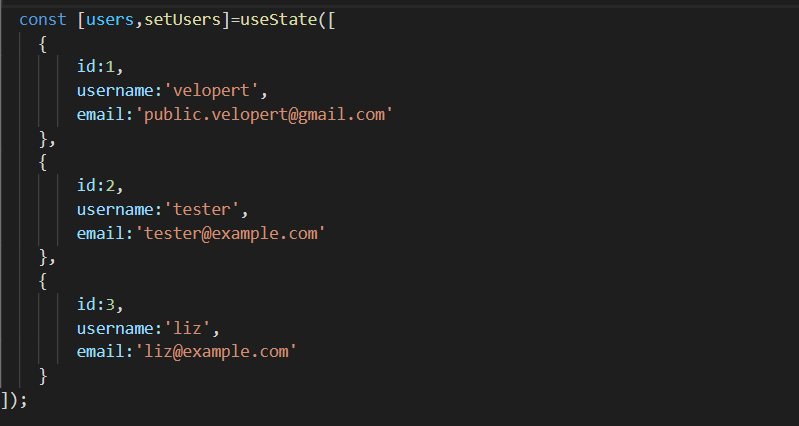 const [users,setUsers]=useState([
{
id:1,
username:'velopert',
email:'public.velopert@gmail.com'
},
{
id:2,
username:'tester',
email:'tester@example.com'
},
{
id:3,
username:'liz',
email:'liz@example.com'
}
]);